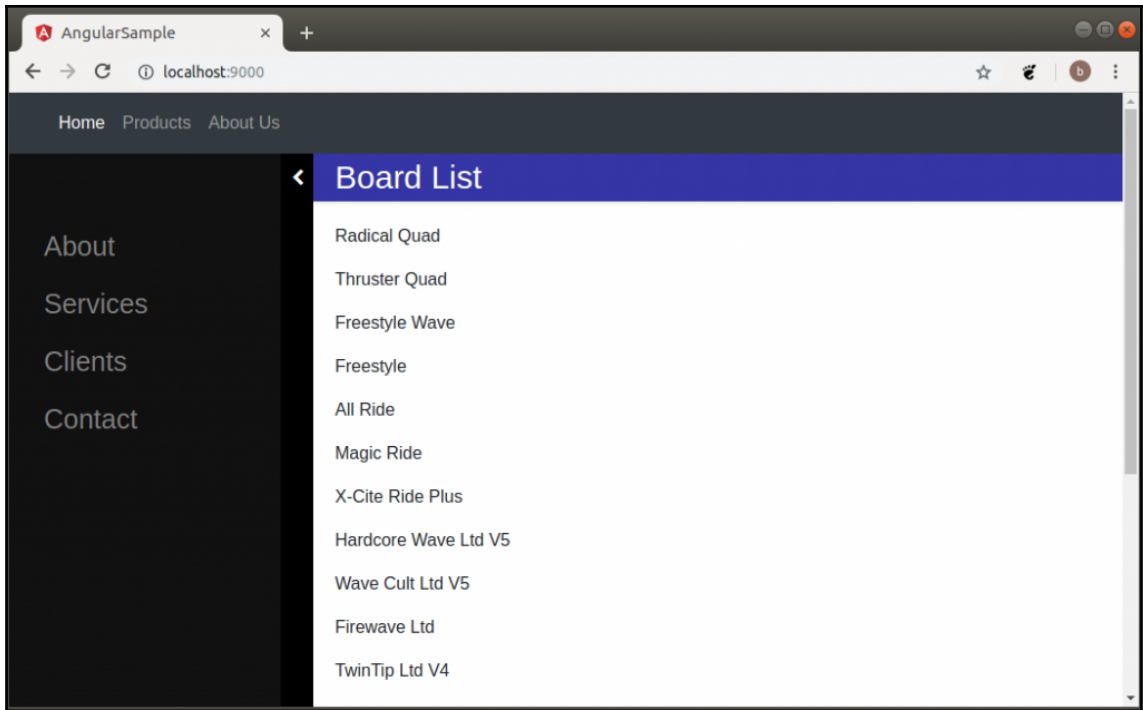 AngularSample
localhost:9000
b
Home Products About Us
Board List
About
Services
Clients
Contact
Radical Quad
Thruster Quad
Freestyle Wave
Freestyle
All Ride
Magic Ride
X-Cite Ride Plus
Hardcore Wave Ltd V5
Wave Cult Ltd V5
Firewave Ltd
TwinTip Ltd V4